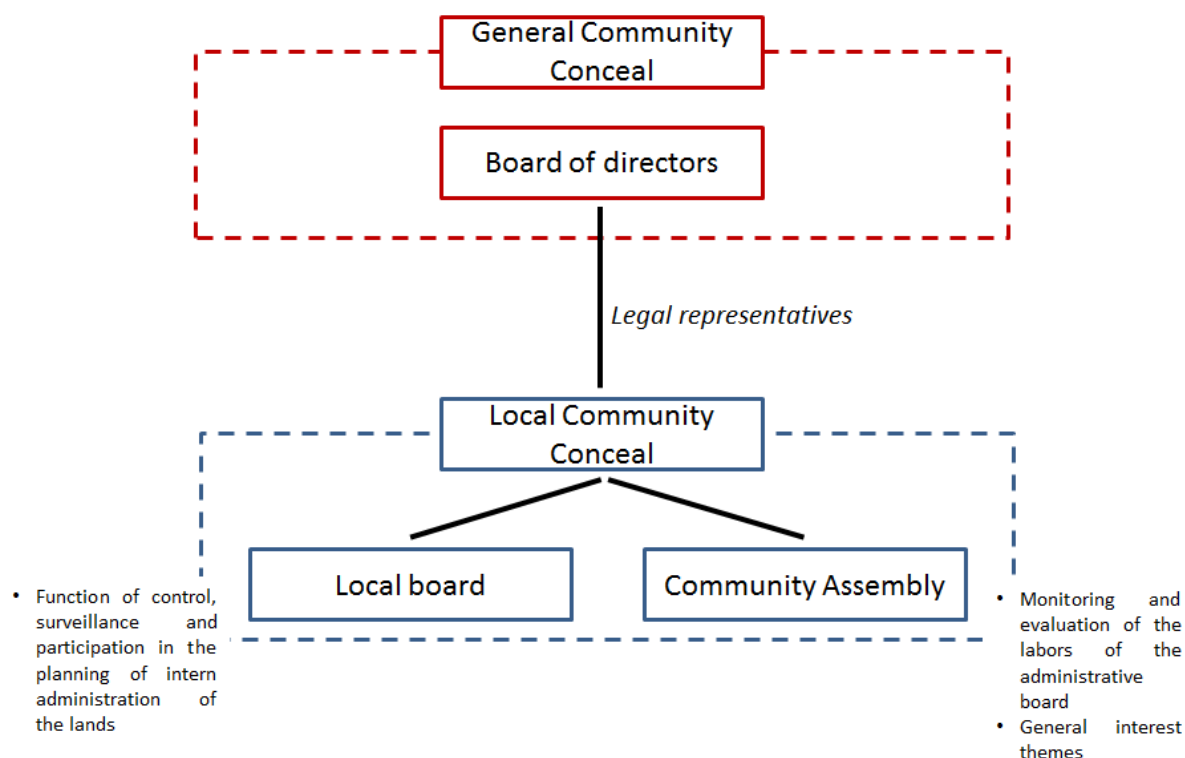 General Community
Conceal
Board of directors
Legal representatives
Local Community
Conceal
Local board
Community Assembly
• Function of control,
surveillance and
participation in the
planning of intern
administration of
the lands
• Monitoring and
evaluation of the
labors of the
administrative
board
• General interest
themes